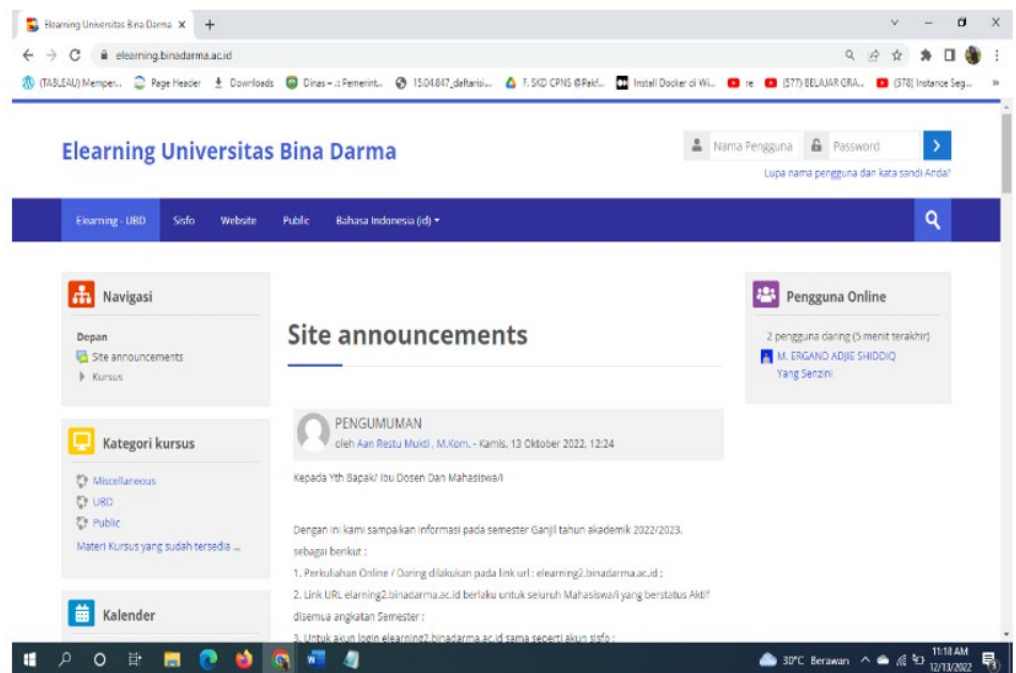 Elearning Universitas Bina Darma
elearning.binadarma.ac.id
(TABLEAU) Memper... Page Header Downloads Dinas – :: Pemerint... 15.04.847_daftarisi... F. SKD CPNS @Pakf... Install Docker di Wi... re (577) BELAJAR GRA... (578) Instance Seg... »
Elearning Universitas Bina Darma
Nama Pengguna Password
Lupa nama pengguna dan kata sandi Anda?
Elearning - UBD Sisfo Website Public Bahasa Indonesia (id)
Navigasi
Depan
Site announcements
Kursus
Kategori kursus
Miscellaneous
UBD
Public
Materi Kursus yang sudah tersedia ...
Kalender
Site announcements
PENGUMUMAN
oleh Aan Restu Mukti , M.Kom. - Kamis, 13 Oktober 2022, 12:24
Kepada Yth Bapak/ Ibu Dosen Dan Mahasiswa/i
Dengan ini kami sampaikan informasi pada semester Ganjil tahun akademik 2022/2023.
sebagai berikut :
1. Perkuliahan Online / Daring dilakukan pada link url : elearning2.binadarma.ac.id ;
2. Link URL elarning2.binadarma.ac.id berlaku untuk seluruh Mahasiswa/i yang berstatus Aktif
disemua angkatan Semester ;
3. Untuk akun login elearning2.binadarma.ac.id sama seperti akun sisfo ;
Pengguna Online
2 pengguna daring (5 menit terakhir)
M. ERGAND ADJIE SHIDDIQ
Yang Senzini
30°C Berawan
11:18 AM
12/13/2022